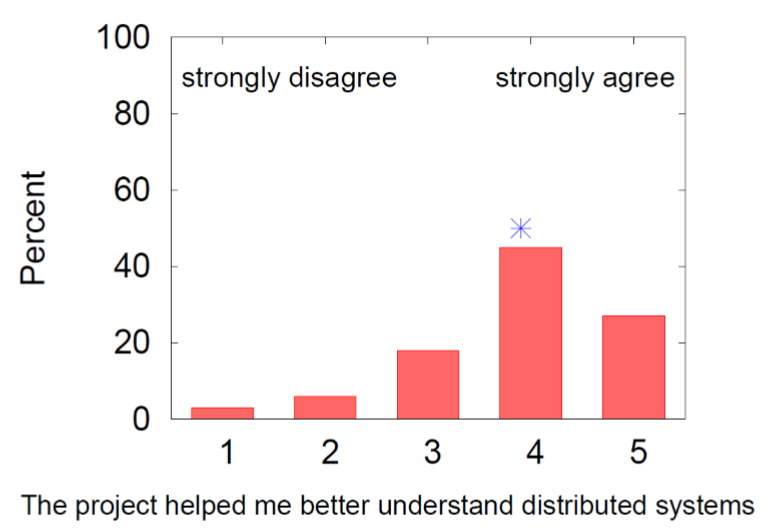 100
strongly disagree strongly agree
80
60
40
20
0
Percent
1 2 3 4 5
The project helped me better understand distributed systems